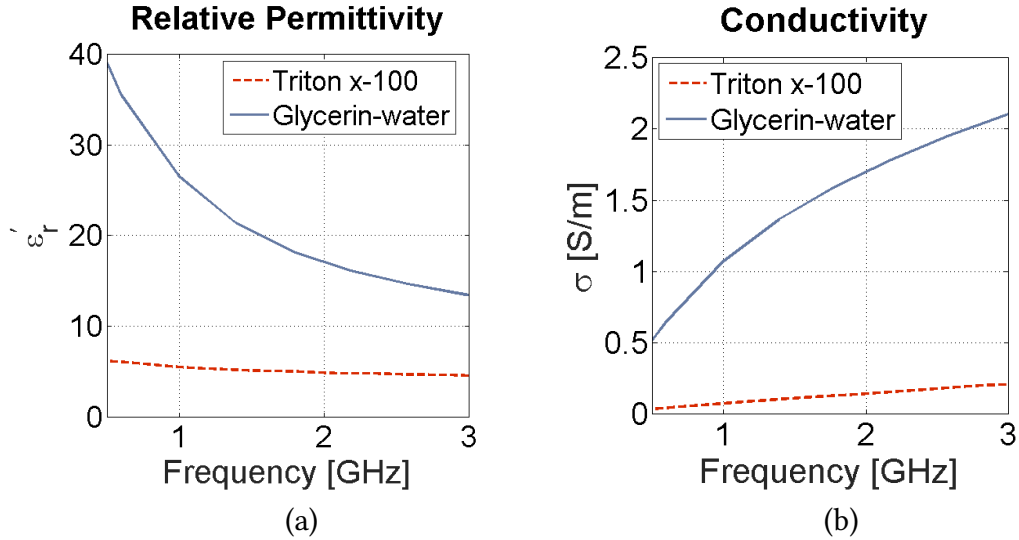 Relative Permittivity
40
30
20
10
0
ε′r
Triton x-100
Glycerin-water
1
2
3
Frequency [GHz]
(a)
Conductivity
2.5
2
1.5
1
0.5
0
σ [S/m]
Triton x-100
Glycerin-water
1
2
3
Frequency [GHz]
(b)